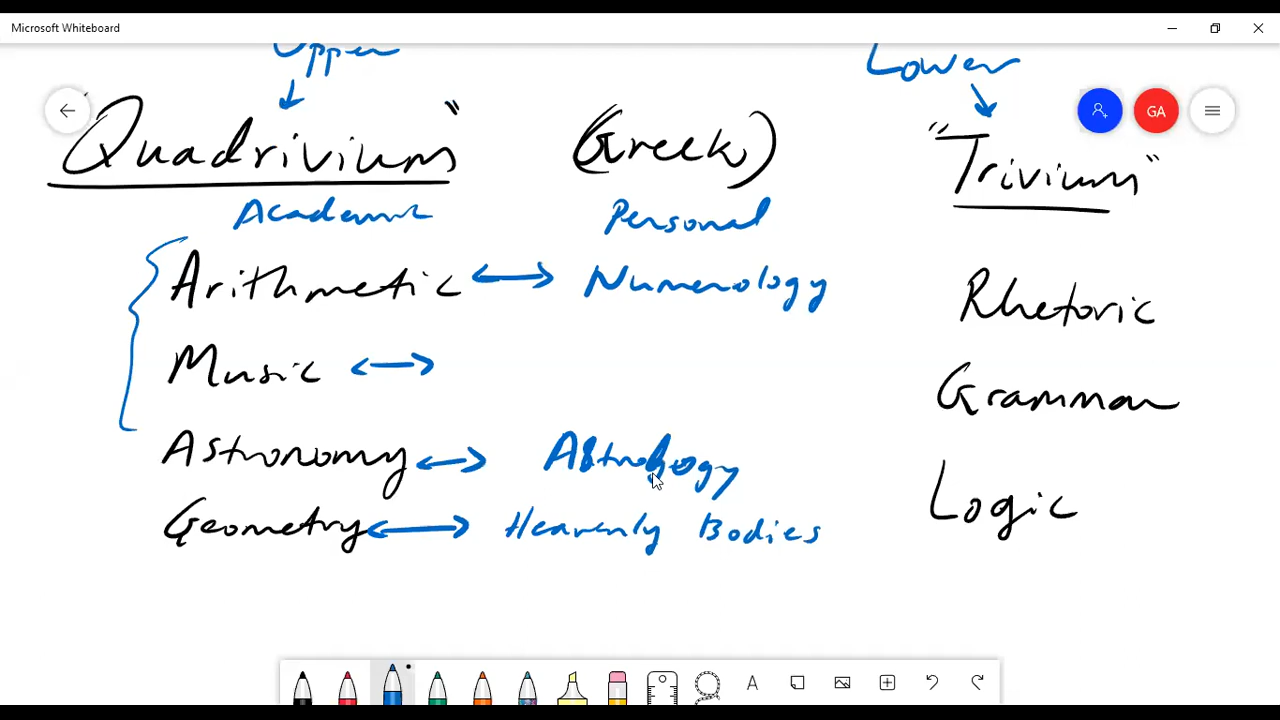 Microsoft Whiteboard
Upper
Lower
"Quadrivium" (Greek) "Trivium"
GA
Academic Personal
Arithmetic Numerology Rhetoric
Music
Grammar
Astronomy Astrology
Geometry Heavenly Bodies Logic
A